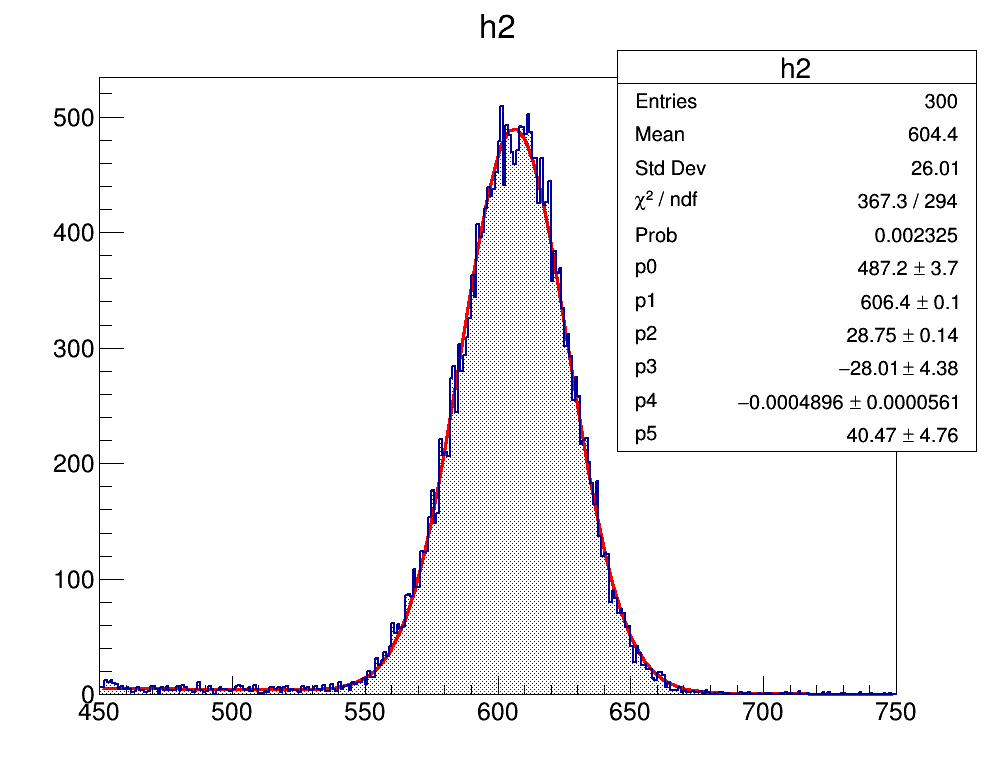 h2
h2
Entries 300
Mean 604.4
Std Dev 26.01
χ² / ndf 367.3 / 294
Prob 0.002325
p0 487.2 ± 3.7
p1 606.4 ± 0.1
p2 28.75 ± 0.14
p3 −28.01 ± 4.38
p4 −0.0004896 ± 0.0000561
p5 40.47 ± 4.76
500
400
300
200
100
0
450 500 550 600 650 700 750